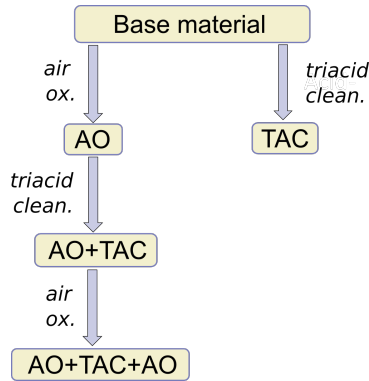 Base material
air
ox.
triacid
clean.
AO
TAC
triacid
clean.
AO+TAC
air
ox.
AO+TAC+AO